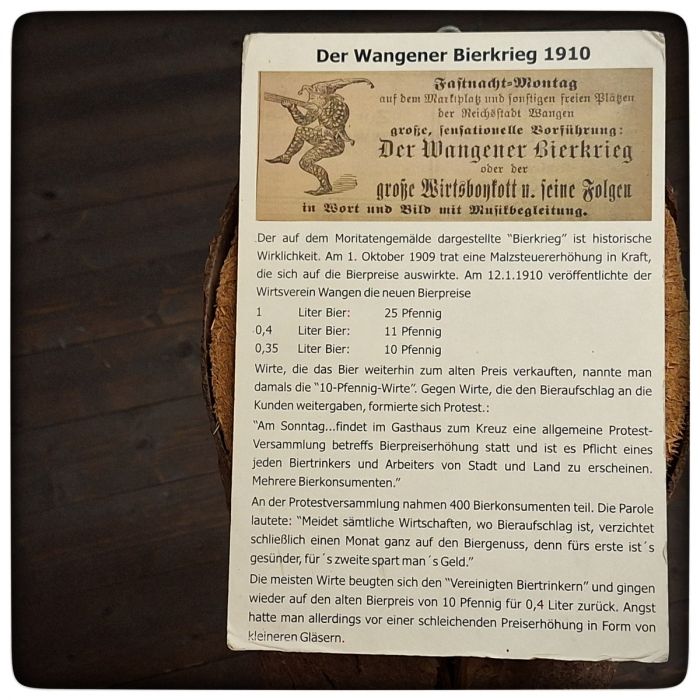 Der Wangener Bierkrieg 1910
Fastnacht-Montag
auf dem Marktplatz und sonstigen freien Plätzen
der Reichsstadt Wangen
große, sensationelle Vorführung:
Der Wangener Bierkrieg
oder der
große Wirtsboykott u. seine Folgen
in Wort und Bild mit Musikbegleitung.
Der auf dem Moritatengemälde dargestellte "Bierkrieg" ist historische
Wirklichkeit. Am 1. Oktober 1909 trat eine Malzsteuererhöhung in Kraft,
die sich auf die Bierpreise auswirkte. Am 12.1.1910 veröffentlichte der
Wirtsverein Wangen die neuen Bierpreise
1 Liter Bier: 25 Pfennig
0,4 Liter Bier: 11 Pfennig
0,35 Liter Bier: 10 Pfennig
Wirte, die das Bier weiterhin zum alten Preis verkauften, nannte man
damals die "10-Pfennig-Wirte". Gegen Wirte, die den Bieraufschlag an die
Kunden weitergaben, formierte sich Protest.:
"Am Sonntag...findet im Gasthaus zum Kreuz eine allgemeine Protest-
Versammlung betreffs Bierpreiserhöhung statt und ist es Pflicht eines
jeden Biertrinkers und Arbeiters von Stadt und Land zu erscheinen.
Mehrere Bierkonsumenten."
An der Protestversammlung nahmen 400 Bierkonsumenten teil. Die Parole
lautete: "Meidet sämtliche Wirtschaften, wo Bieraufschlag ist, verzichtet
schließlich einen Monat ganz auf den Biergenuss, denn fürs erste ist´s
gesünder, für´s zweite spart man´s Geld."
Die meisten Wirte beugten sich den "Vereinigten Biertrinkern" und gingen
wieder auf den alten Bierpreis von 10 Pfennig für 0,4 Liter zurück. Angst
hatte man allerdings vor einer schleichenden Preiserhöhung in Form von
kleineren Gläsern.